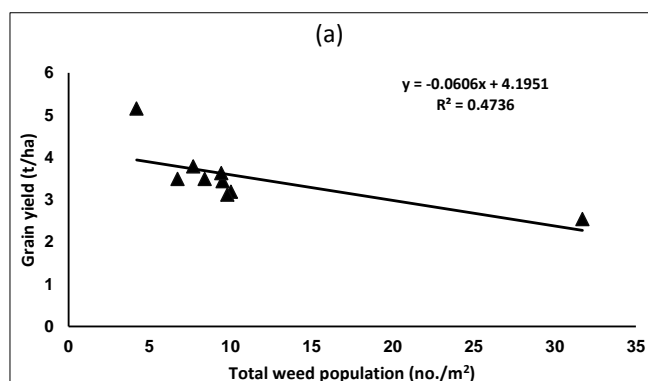 (a)
y = -0.0606x + 4.1951
R² = 0.4736
Grain yield (t/ha)
6
5
4
3
2
1
0
0 5 10 15 20 25 30 35
Total weed population (no./m²)